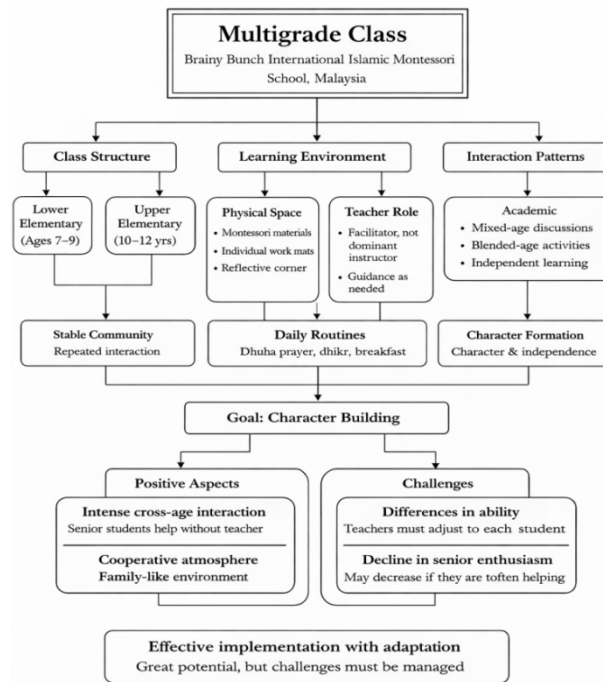 Multigrade Class
Brainy Bunch International Islamic Montessori
School, Malaysia
Class Structure
Learning Environment
Interaction Patterns
Lower
Elementary
(Ages 7–9)
Upper
Elementary
(10–12 yrs)
Physical Space
• Montessori materials
• Individual work mats
• Reflective corner
Teacher Role
• Facilitator, not
dominant
instructor
• Guidance as
needed
Academic
• Mixed-age discussions
• Blended-age activities
• Independent learning
Stable Community
Repeated interaction
Daily Routines
Dhuha prayer, dhikr, breakfast
Character Formation
Character & independence
Goal: Character Building
Positive Aspects
Intense cross-age interaction
Senior students help without teacher
Cooperative atmosphere
Family-like environment
Challenges
Differences in ability
Teachers must adjust to each student
Decline in senior enthusiasm
May decrease if they are toften helping
Effective implementation with adaptation
Great potential, but challenges must be managed